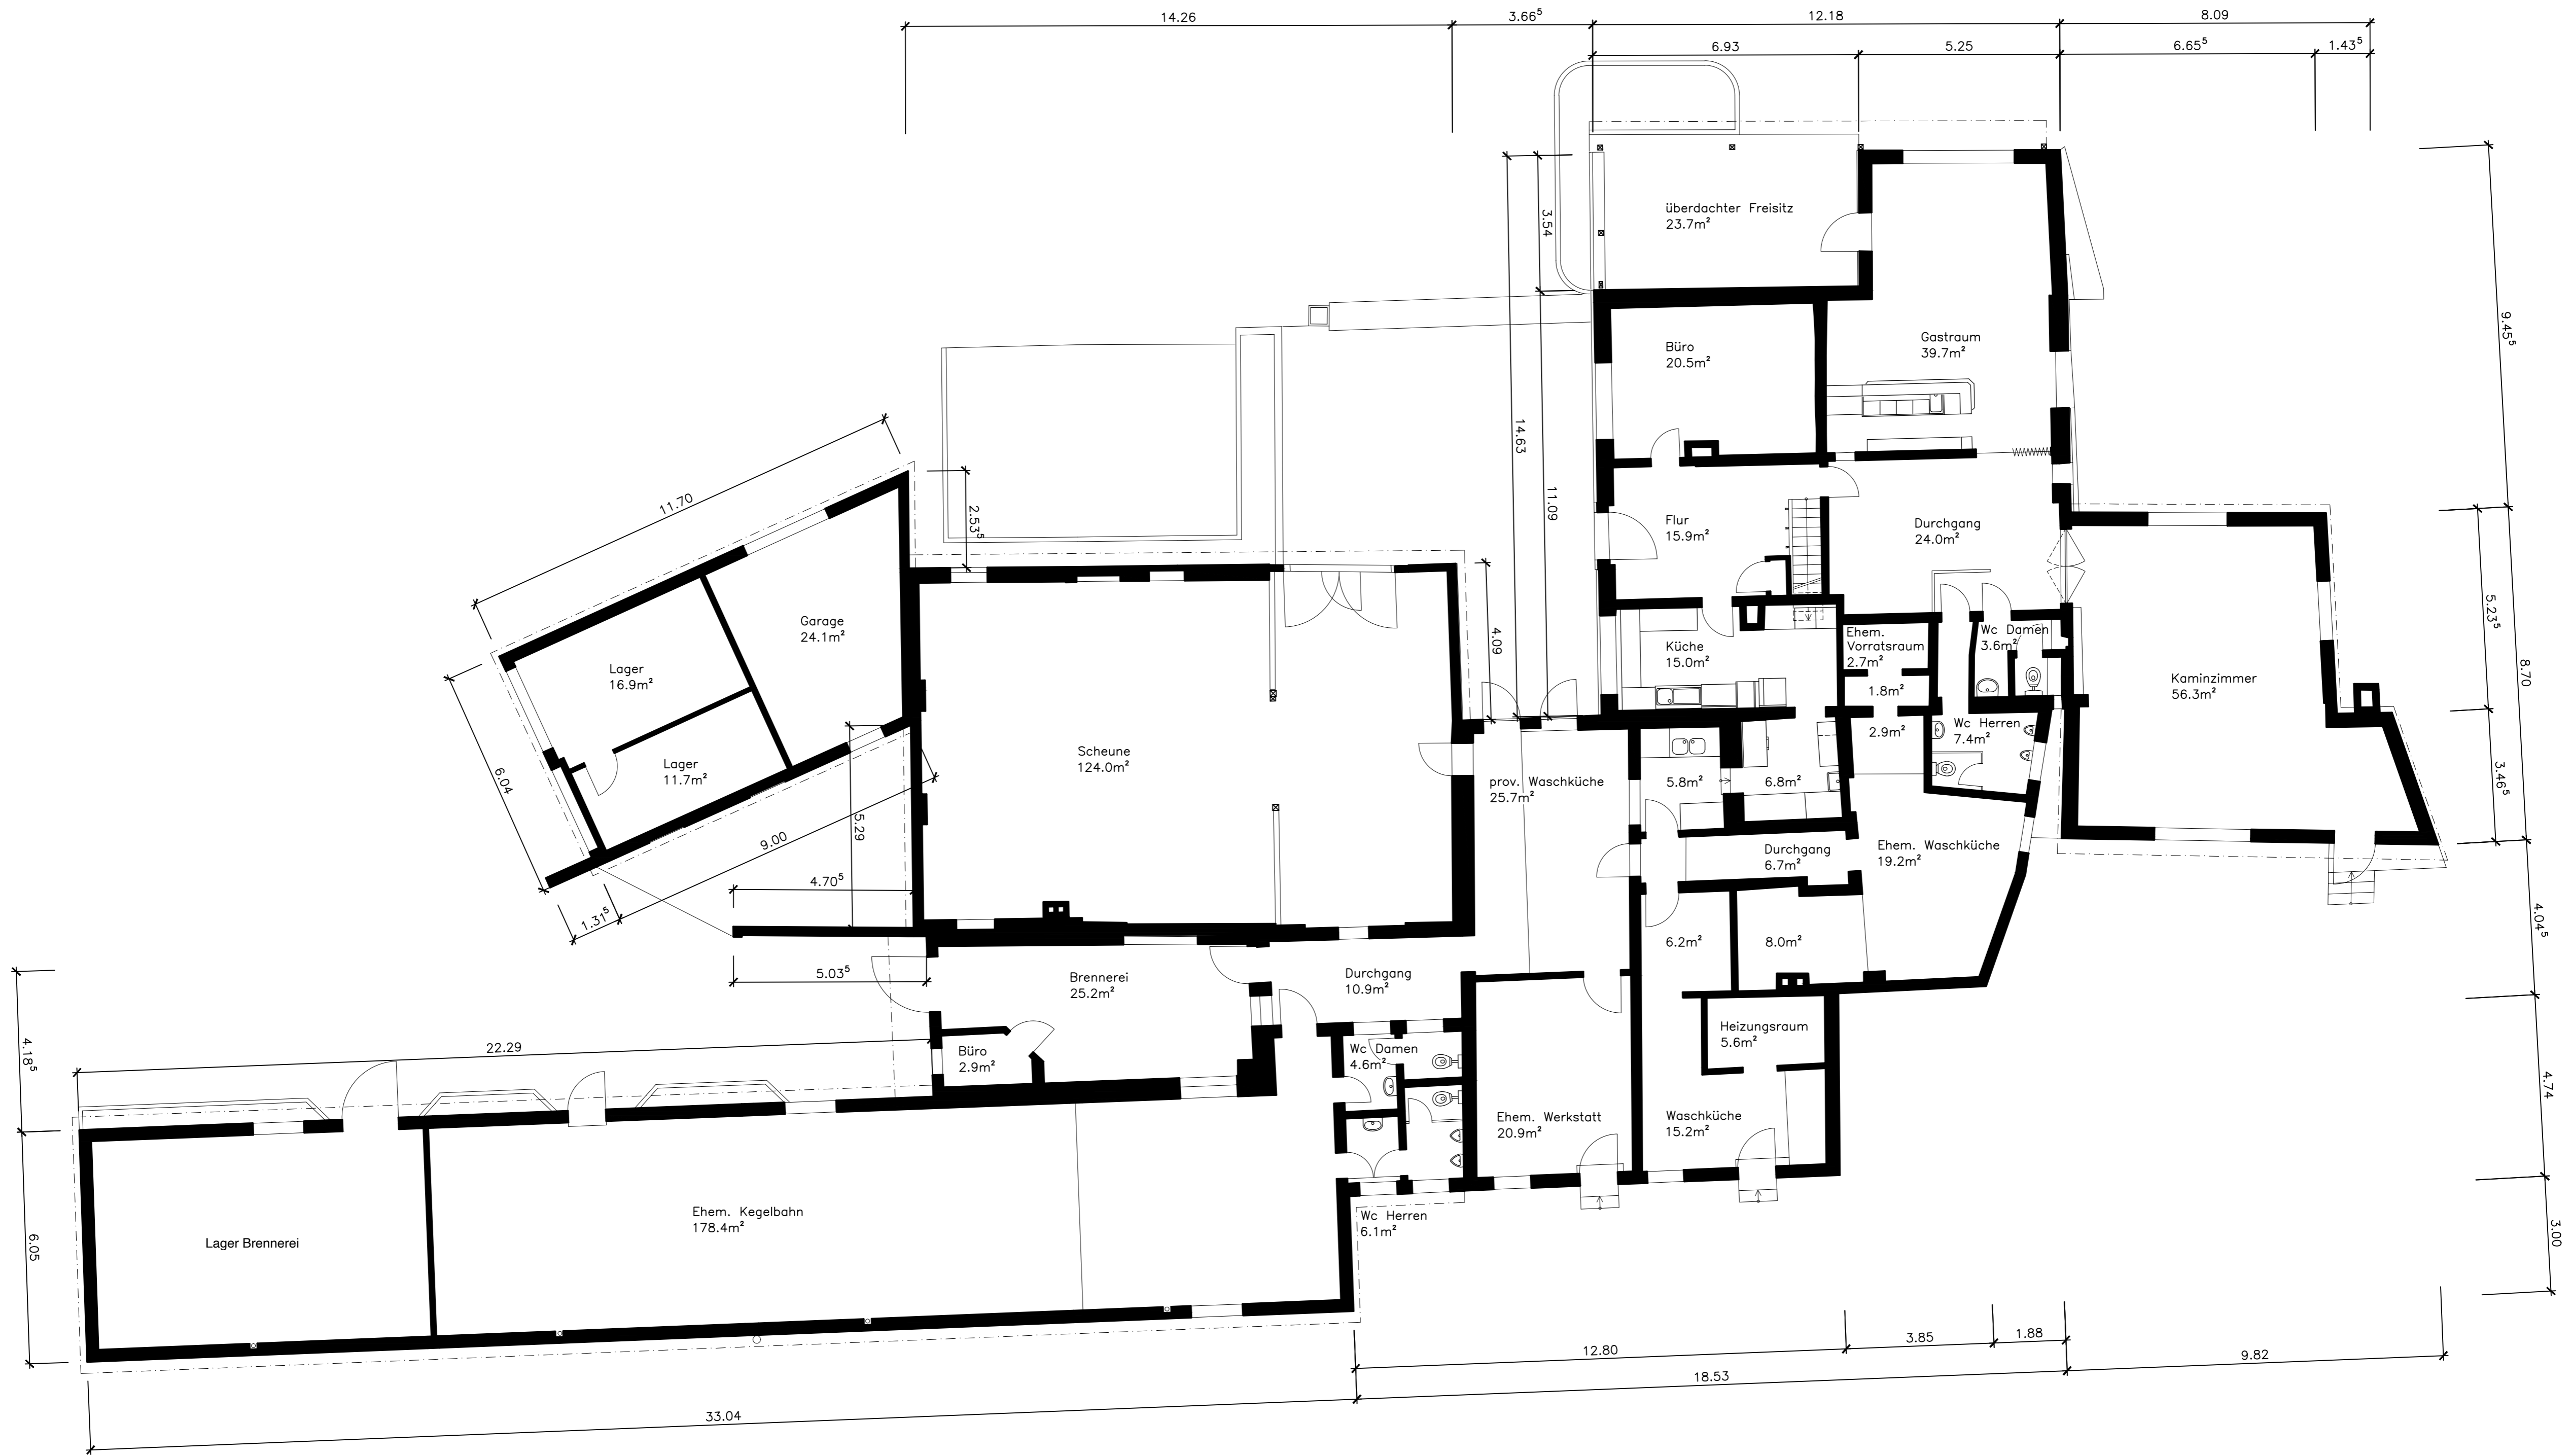 14.26
3.66⁵
12.18
8.09
6.93
5.25
6.65⁵
1.43⁵
3.54
14.63
11.09
9.45⁵
überdachter Freisitz
23.7m²
Gastraum
39.7m²
Büro
20.5m²
11.70
2.53⁵
Flur
15.9m²
Durchgang
24.0m²
4.09
5.23⁵
8.70
Garage
24.1m²
Lager
16.9m²
Küche
15.0m²
Ehem.
Vorratsraum
2.7m²
Wc Damen
3.6m²
1.8m²
Kaminzimmer
56.3m²
Wc Herren
7.4m²
2.9m²
Scheune
124.0m²
Lager
11.7m²
6.04
prov. Waschküche
25.7m²
5.8m²
6.8m²
3.46⁵
5.29
9.00
Durchgang
6.7m²
Ehem. Waschküche
19.2m²
4.70⁵
1.31⁵
4.04⁵
6.2m²
8.0m²
5.03⁵
Brennerei
25.2m²
Durchgang
10.9m²
4.18⁵
22.29
Büro
2.9m²
Wc Damen
4.6m²
Heizungsraum
5.6m²
4.74
Ehem. Werkstatt
20.9m²
Waschküche
15.2m²
Ehem. Kegelbahn
178.4m²
Wc Herren
6.1m²
Lager Brennerei
6.05
3.00
12.80
3.85
1.88
9.82
18.53
33.04